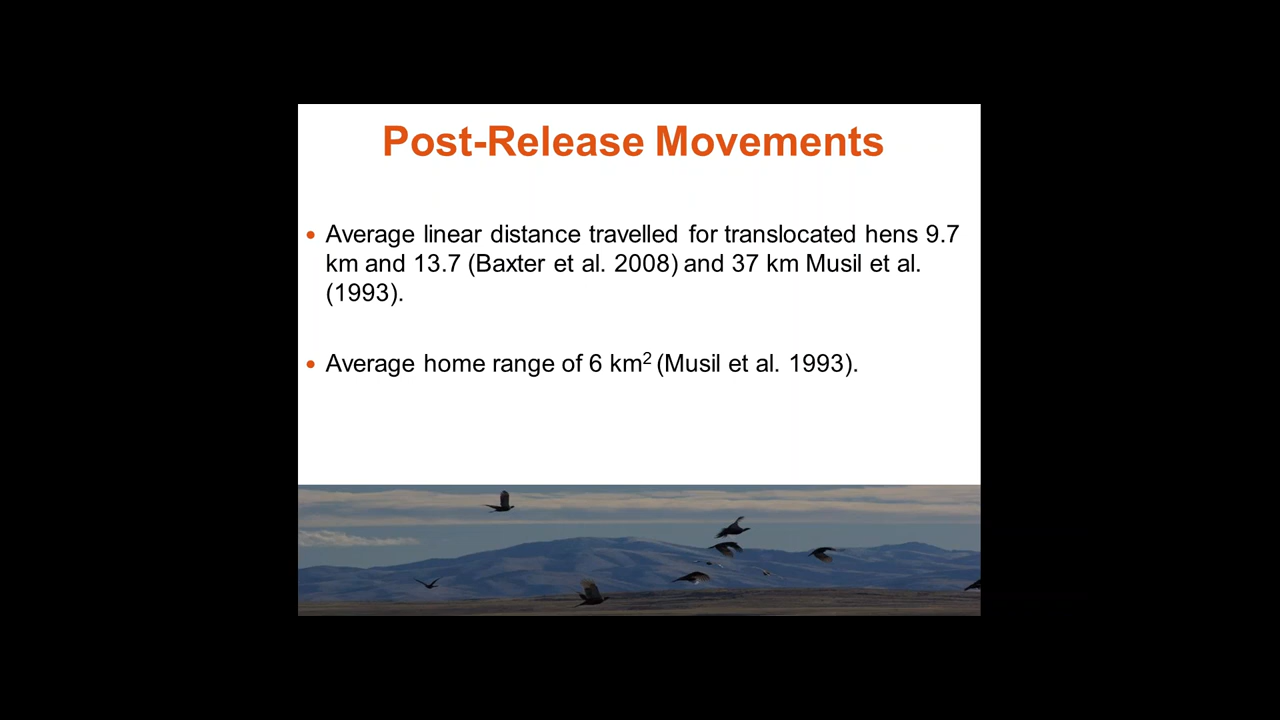 Post-Release Movements
• Average linear distance travelled for translocated hens 9.7
km and 13.7 (Baxter et al. 2008) and 37 km Musil et al.
(1993).
• Average home range of 6 km² (Musil et al. 1993).